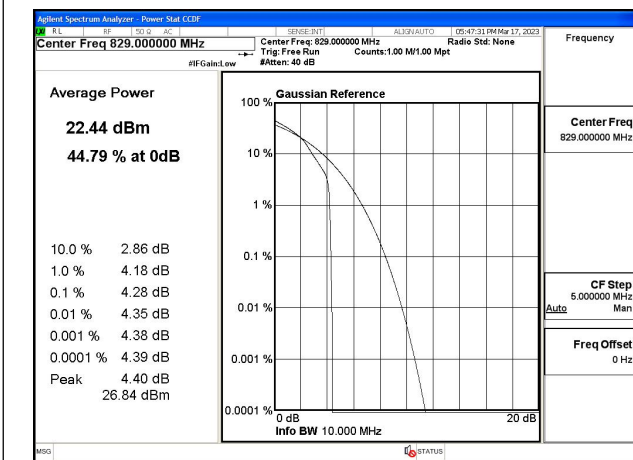 Agilent Spectrum Analyzer - Power Stat CCDF
LXI RL RF 50 Ω AC SENSE:INT ALIGN AUTO 05:47:31 PM Mar 17, 2023
Center Freq 829.000000 MHz
Center Freq: 829.000000 MHz Radio Std: None
Trig: Free Run Counts:1.00 M/1.00 Mpt
#IFGain:Low #Atten: 40 dB
Average Power
22.44 dBm
44.79 % at 0dB
10.0 % 2.86 dB
1.0 % 4.18 dB
0.1 % 4.28 dB
0.01 % 4.35 dB
0.001 % 4.38 dB
0.0001 % 4.39 dB
Peak 4.40 dB
26.84 dBm
Gaussian Reference
100 %
10 %
1 %
0.1 %
0.01 %
0.001 %
0.0001 %
0 dB 20 dB
Info BW 10.000 MHz
Frequency
Center Freq
829.000000 MHz
CF Step
5.000000 MHz
Auto Man
Freq Offset
0 Hz
MSG STATUS